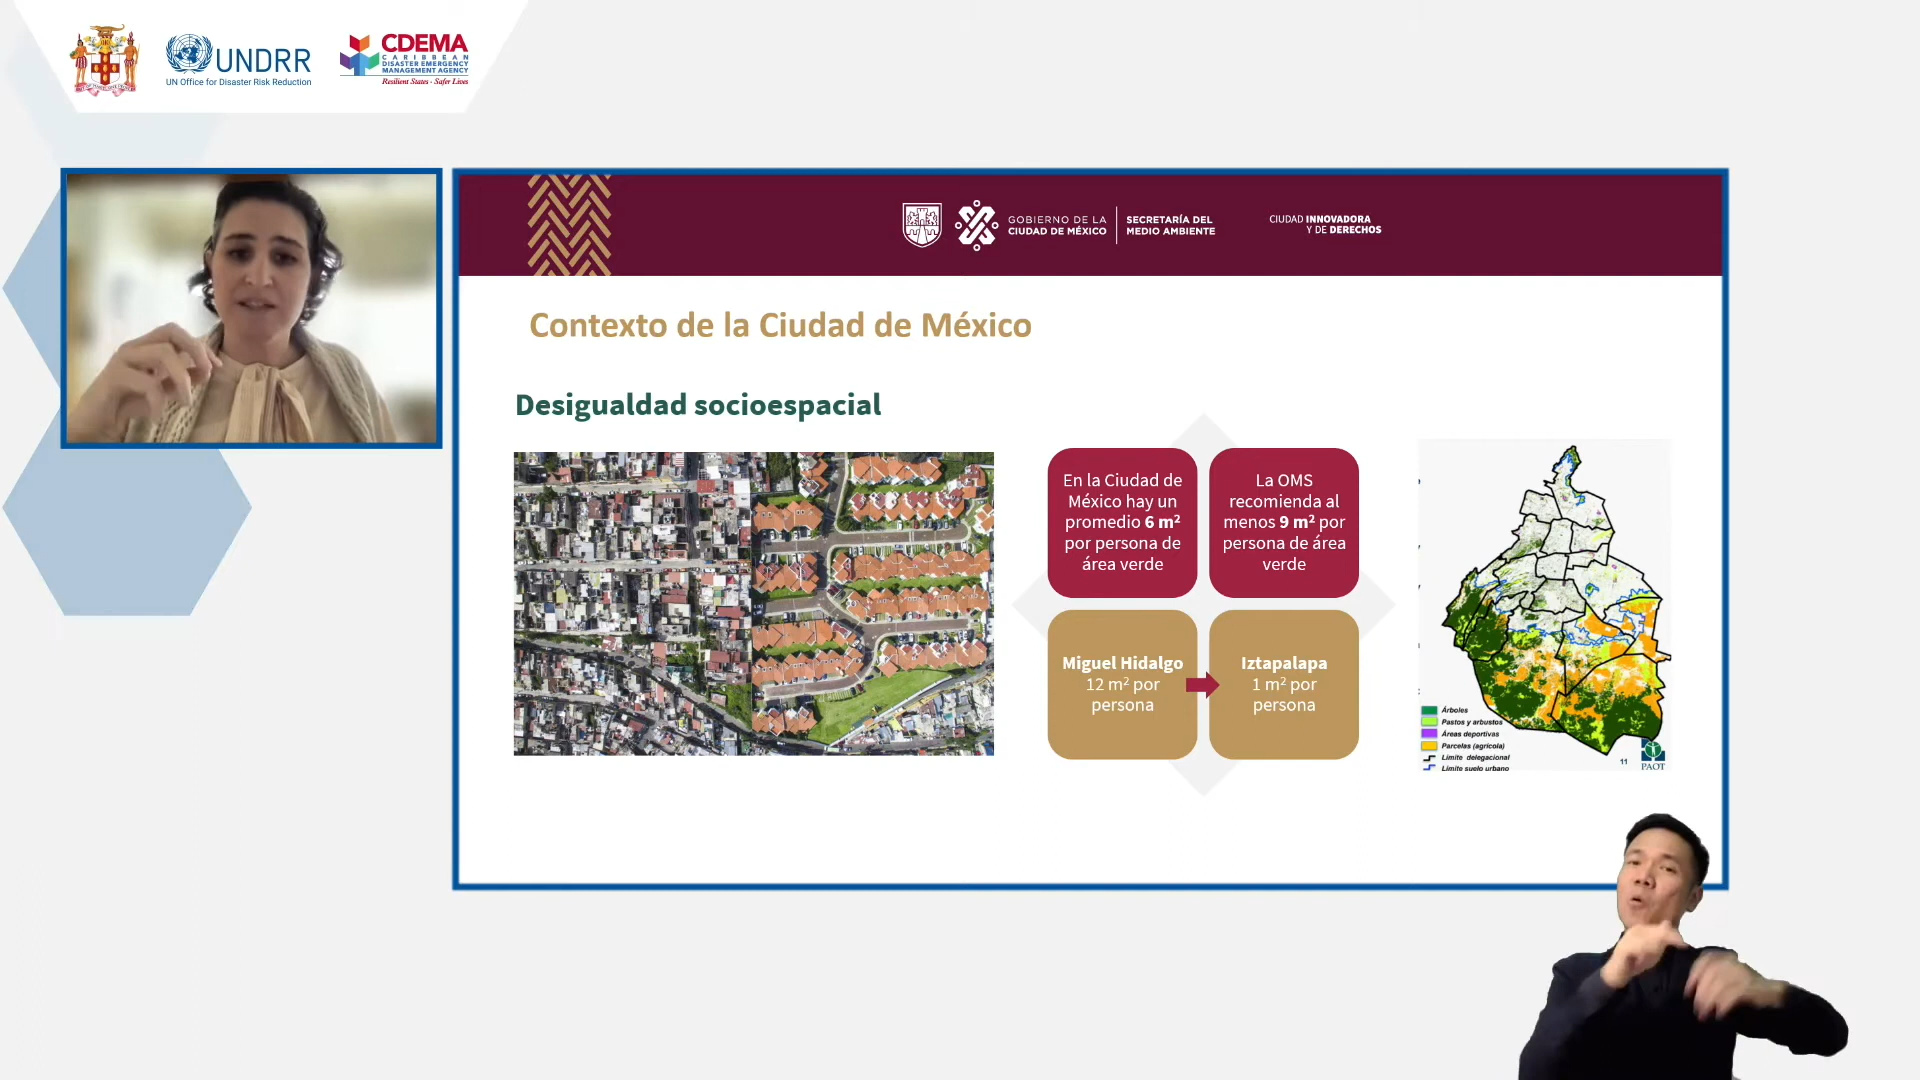 UNDRR
UN Office for Disaster Risk Reduction
CDEMA
CARIBBEAN
DISASTER EMERGENCY
MANAGEMENT AGENCY
Resilient States - Safer Lives
GOBIERNO DE LA
CIUDAD DE MÉXICO
SECRETARÍA DEL
MEDIO AMBIENTE
CIUDAD INNOVADORA
Y DE DERECHOS
Contexto de la Ciudad de México
Desigualdad socioespacial
En la Ciudad de
México hay un
promedio 6 m²
por persona de
área verde
La OMS
recomienda al
menos 9 m² por
persona de área
verde
Miguel Hidalgo
12 m² por
persona
Iztapalapa
1 m² por
persona
Árboles
Pastos y arbustos
Áreas deportivas
Parcelas (agrícola)
Límite delegacional
Límite suelo urbano
11
PAOT